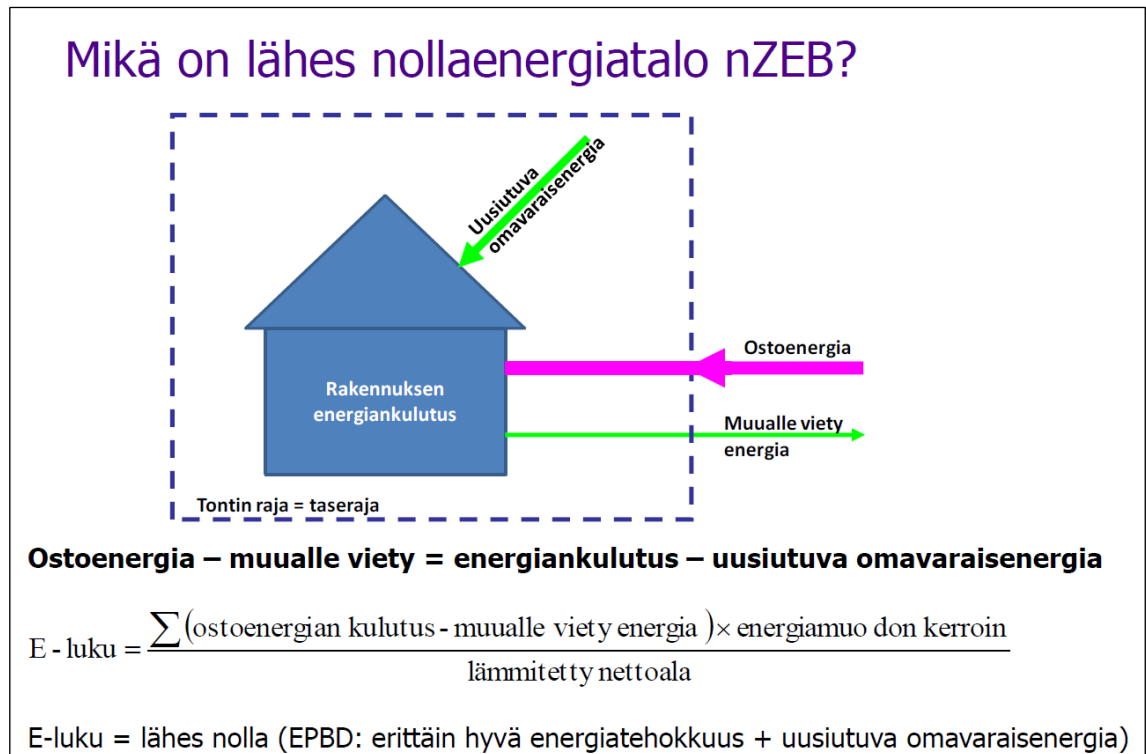 Mikä on lähes nollaenergiatalo nZEB?
Uusiutuva
omavaraisenergia
Ostoenergia
Rakennuksen
energiankulutus
Muualle viety
energia
Tontin raja = taseraja
Ostoenergia – muualle viety = energiankulutus – uusiutuva omavaraisenergia
E - luku = ∑(ostoenergian kulutus - muualle viety energia )× energiamuo don kerroin
lämmitetty nettoala
E-luku = lähes nolla (EPBD: erittäin hyvä energiatehokkuus + uusiutuva omavaraisenergia)